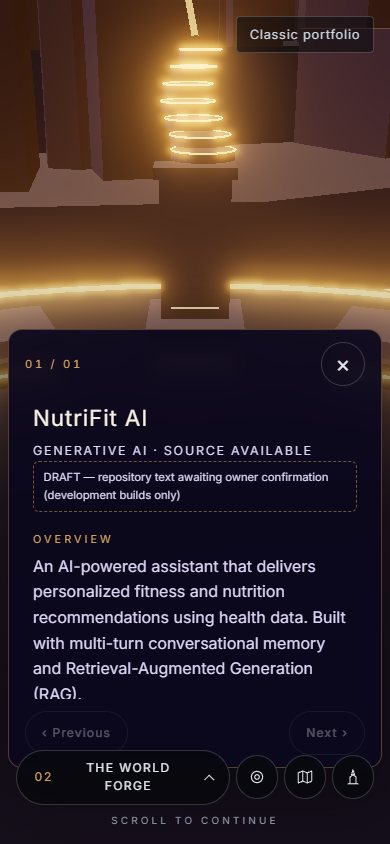 Classic portfolio
01 / 01
×
NutriFit AI
GENERATIVE AI · SOURCE AVAILABLE
DRAFT — repository text awaiting owner confirmation
(development builds only)
OVERVIEW
An AI-powered assistant that delivers
personalized fitness and nutrition
recommendations using health data. Built
with multi-turn conversational memory
and Retrieval-Augmented Generation
(RAG).
‹ Previous
Next ›
02 THE WORLD
FORGE
SCROLL TO CONTINUE